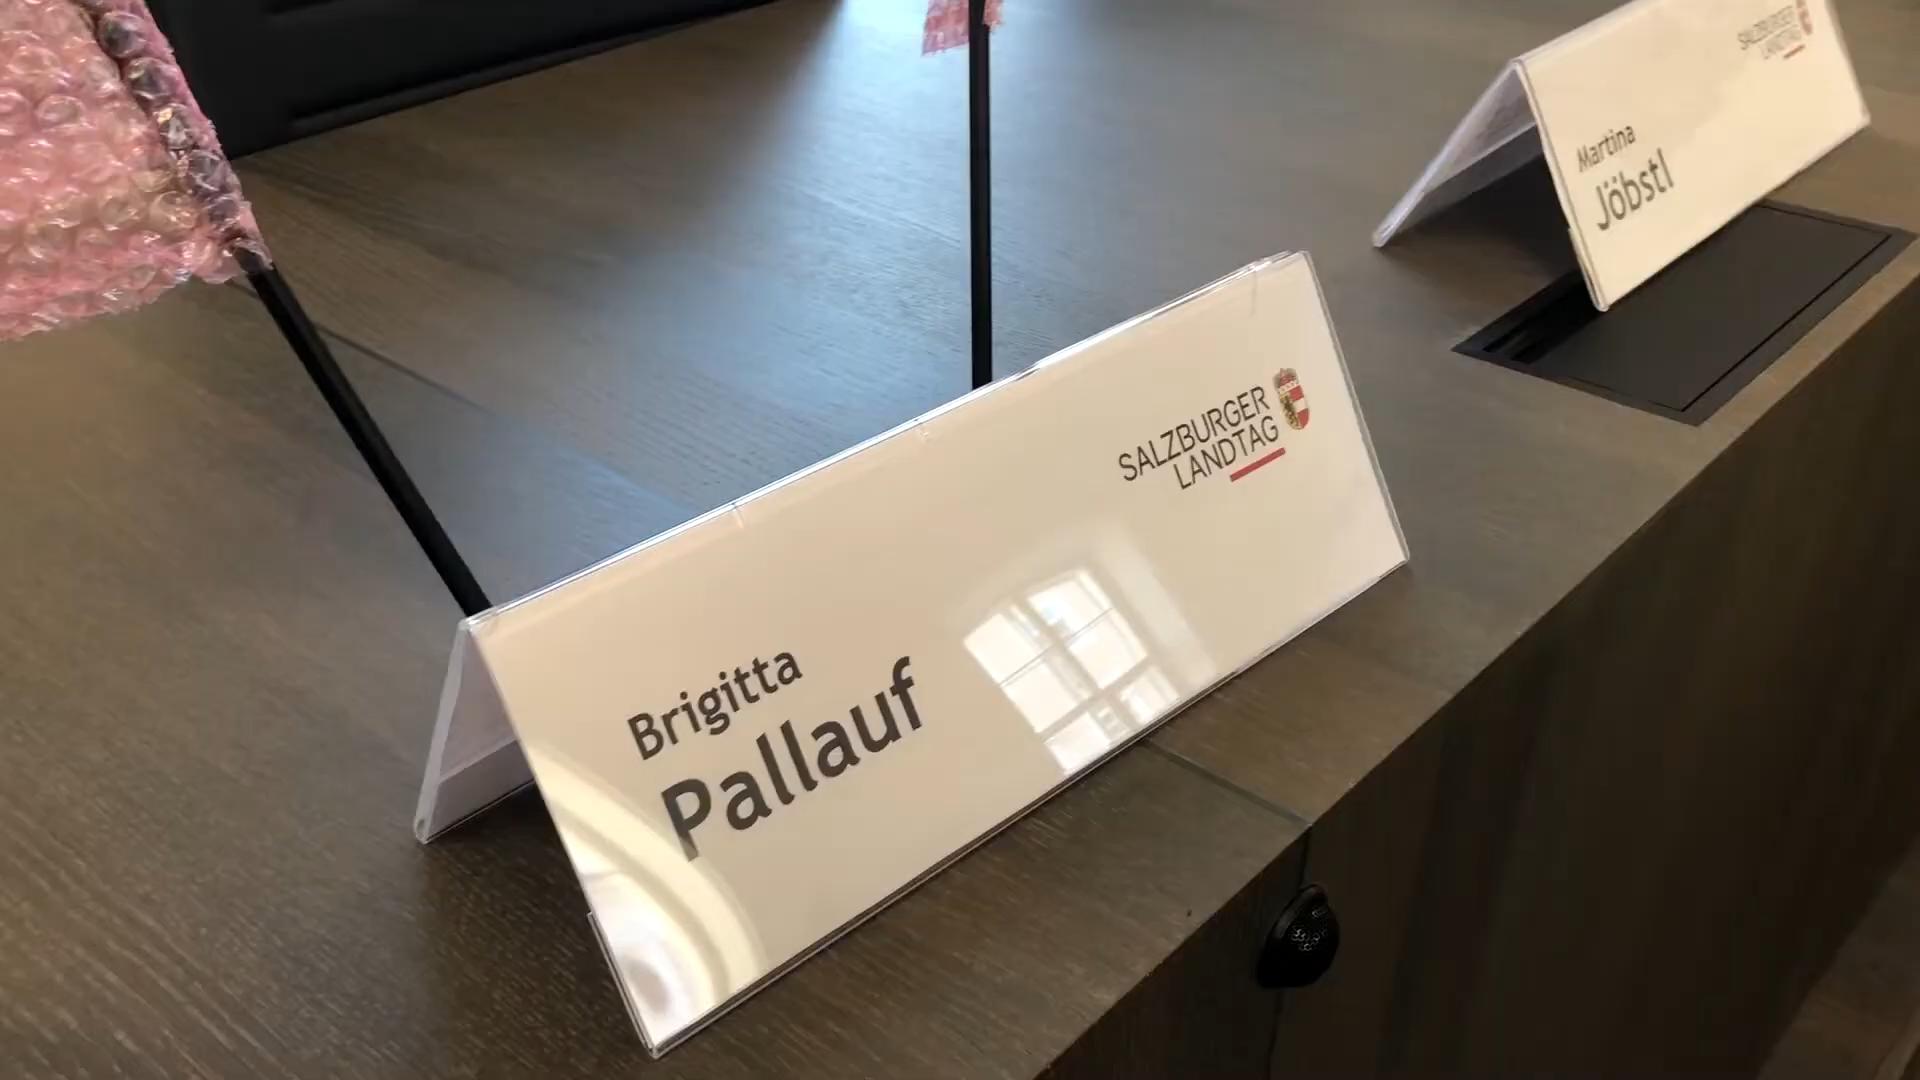 Brigitta
Pallauf
SALZBURGER
LANDTAG
Martina
Jöbstl
SALZBURGER
LANDTAG